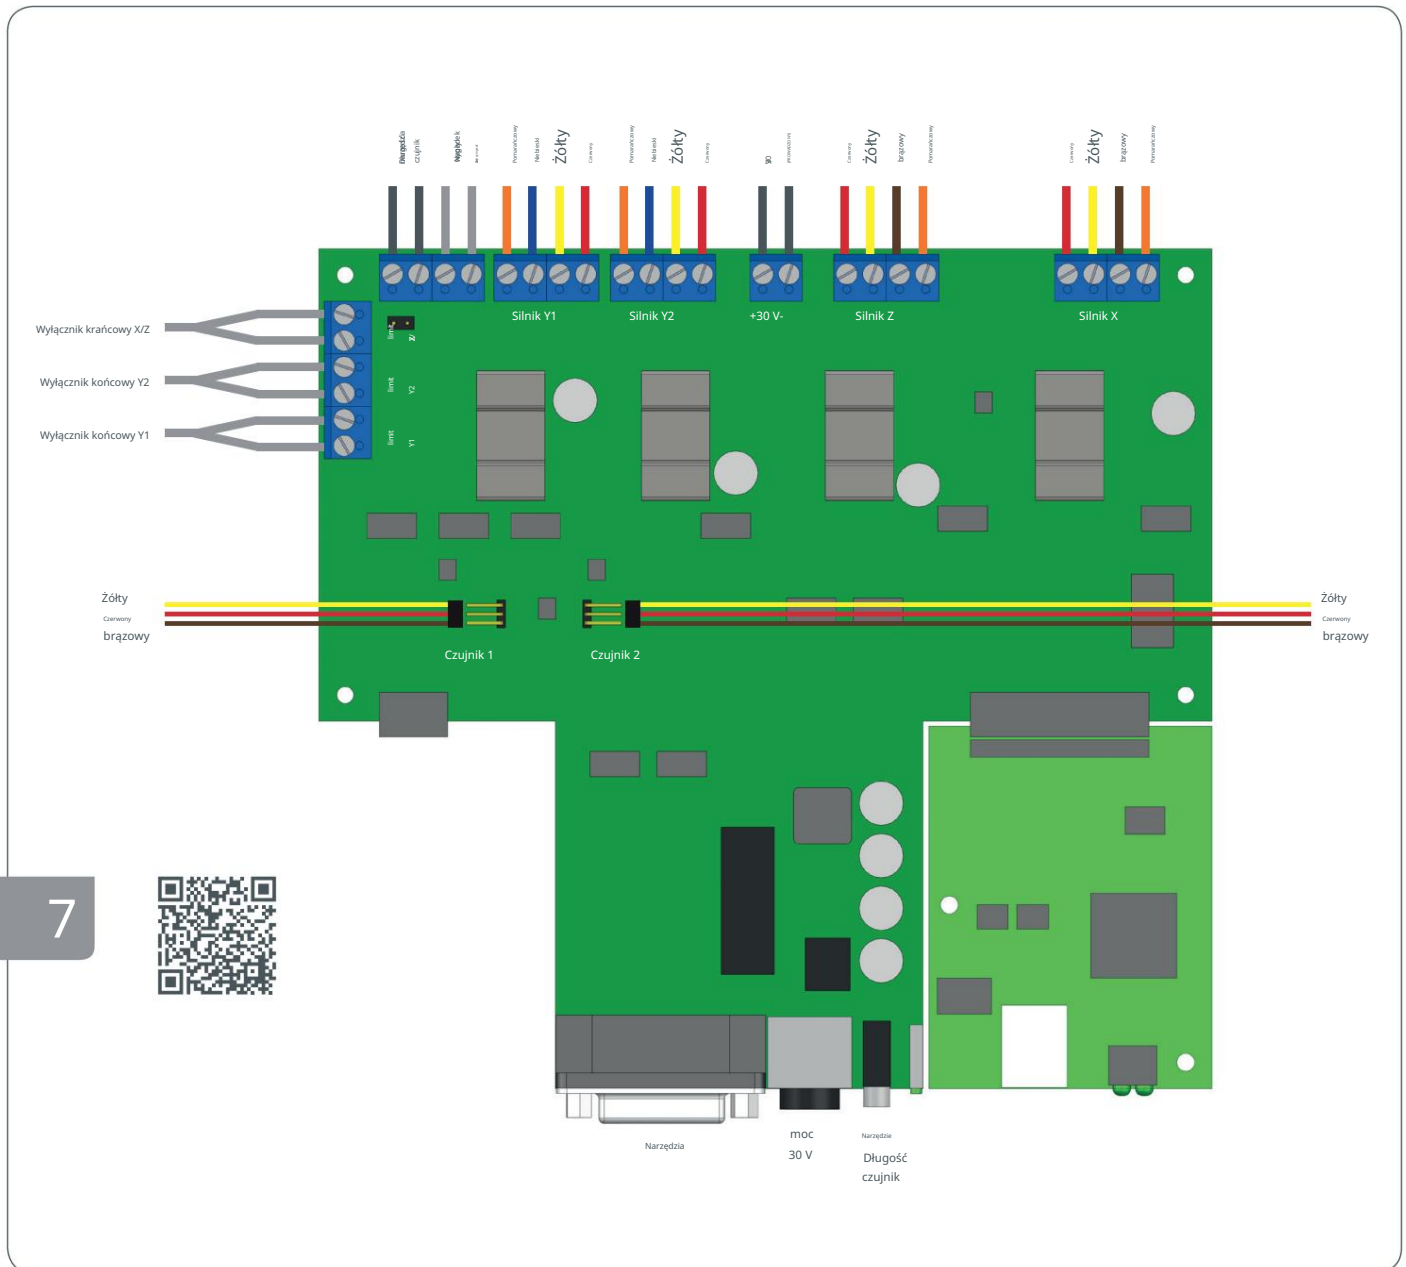 czujnik
Pomarańczowy
Niebieski
Żółty
Czerwony
Pomarańczowy
Niebieski
Żółty
Czerwony
Czerwony
Żółty
brązowy
Pomarańczowy
Czerwony
Żółty
brązowy
Pomarańczowy
Silnik Y1
Silnik Y2
+30 V-
Silnik Z
Silnik X
Wyłącznik krańcowy X/Z
limit
Wyłącznik końcowy Y2
limit
Y2
Wyłącznik końcowy Y1
limit
Y1
Żółty
Czerwony
brązowy
Żółty
Czerwony
brązowy
Czujnik 1
Czujnik 2
7
Narzędzia
moc
30 V
Narzędzie
Długość
czujnik